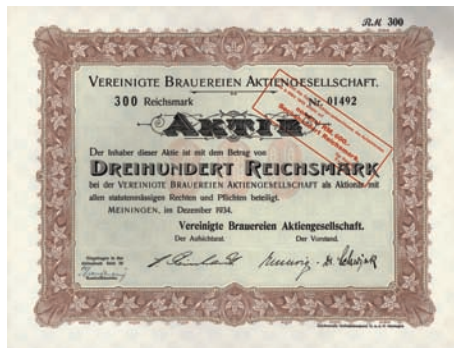 R.M. 300
VEREINIGTE BRAUEREIEN AKTIENGESELLSCHAFT.
300 Reichsmark Nr. 01492
AKTIE
Der Inhaber dieser Aktie ist mit dem Betrag von
DREIHUNDERT REICHSMARK
bei der VEREINIGTE BRAUEREIEN AKTIENGESELLSCHAFT als Aktionär mit
allen statutenmässigen Rechten und Pflichten beteiligt.
MEININGEN, im Dezember 1934.
Vereinigte Brauereien Aktiengesellschaft.
Der Aufsichtsrat. Der Vorstand.